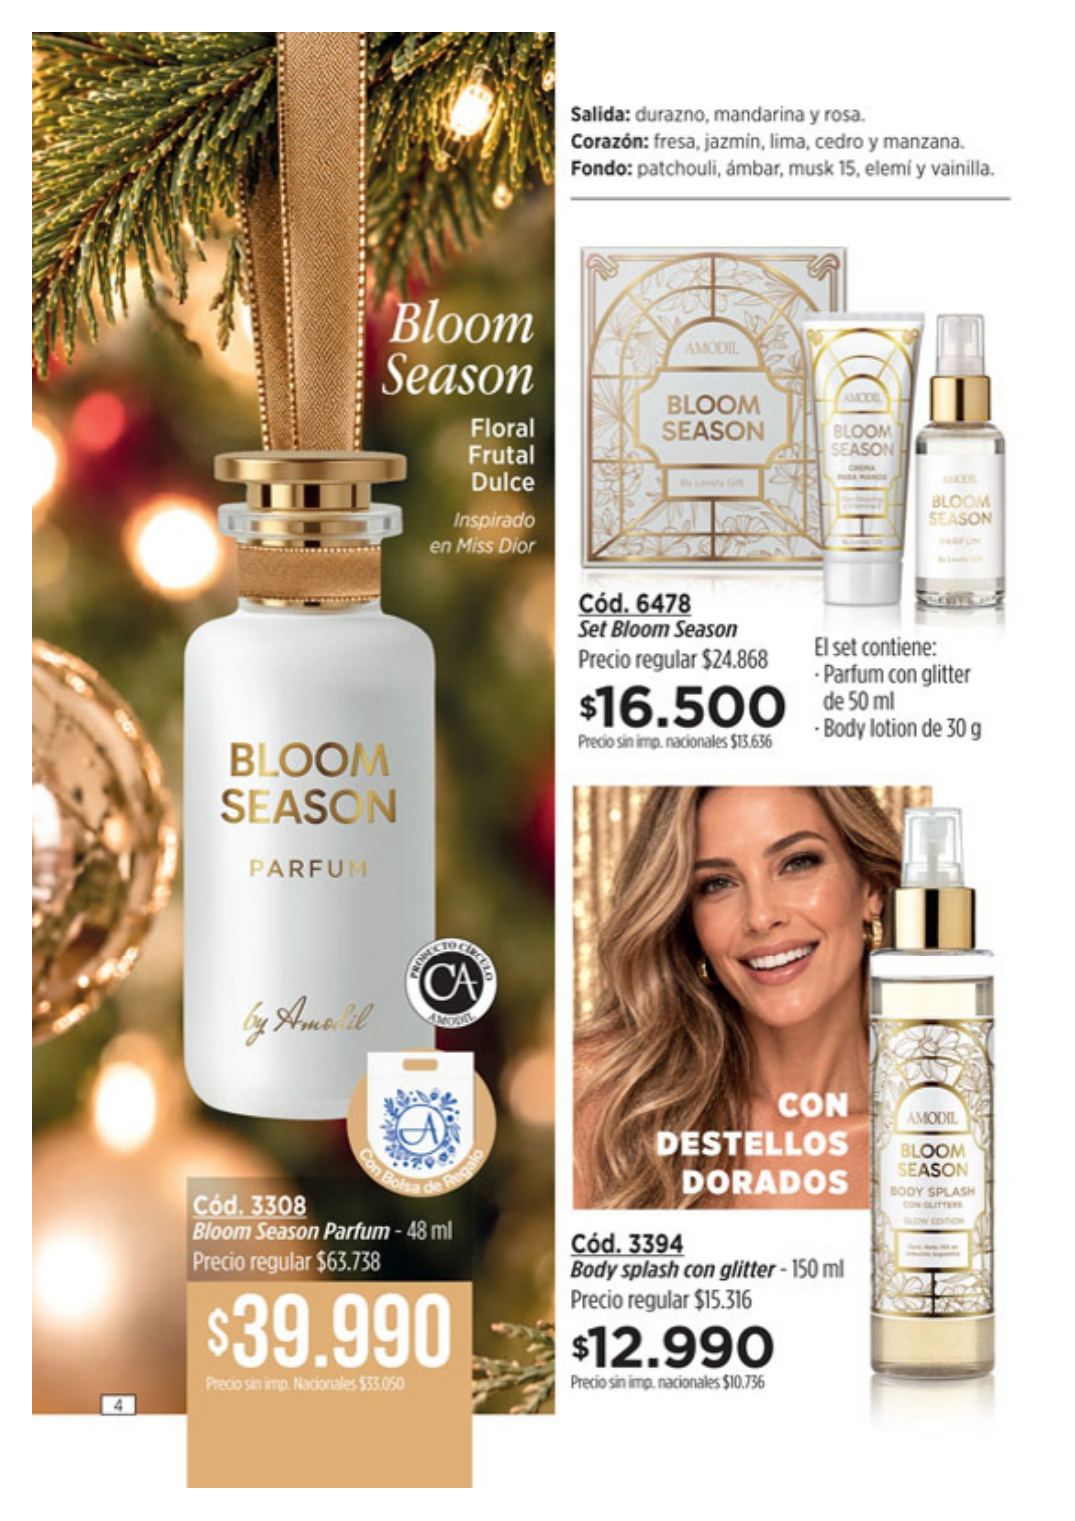 Salida: durazno, mandarina y rosa.
Corazón: fresa, jazmín, lima, cedro y manzana.
Fondo: patchouli, ámbar, musk 15, elemí y vainilla.
Bloom
Season
Floral
Frutal
Dulce
Inspirado
en Miss Dior
BLOOM
SEASON
PARFUM
by Amodil
PRODUCTO CÍRCULO
CA
AMODIL
A
Con Bolsa de Regalo
Cód. 3308
Bloom Season Parfum - 48 ml
Precio regular $63.738
$39.990
Precio sin imp. Nacionales $33.050
4
AMODIL
BLOOM
SEASON
By Lovely Gift
AMODIL
BLOOM
SEASON
CREMA
PARA MANOS
By Lovely Gift
AMODIL
BLOOM
SEASON
PARFUM
By Lovely Gift
Cód. 6478
Set Bloom Season
Precio regular $24.868
$16.500
Precio sin imp. nacionales $13.636
El set contiene:
· Parfum con glitter
de 50 ml
· Body lotion de 30 g
CON
DESTELLOS
DORADOS
AMODIL
BLOOM
SEASON
BODY SPLASH
CON GLITTERS
GLOW EDITION
Cód. 3394
Body splash con glitter - 150 ml
Precio regular $15.316
$12.990
Precio sin imp. nacionales $10.736